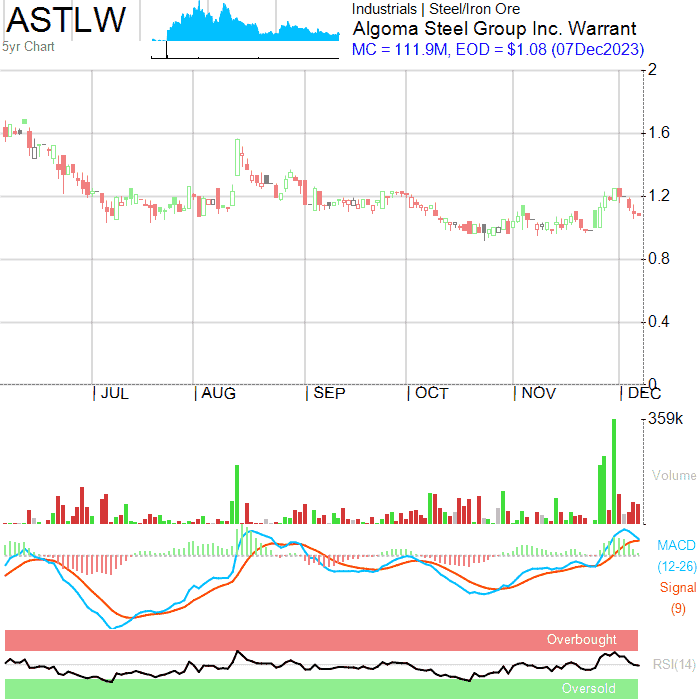 ASTLW
5yr Chart
Industrials | Steel/Iron Ore
Algoma Steel Group Inc. Warrant
MC = 111.9M, EOD = $1.08 (07Dec2023)
2
1.6
1.2
0.8
0.4
0
JUL AUG SEP OCT NOV DEC
359k
Volume
MACD
(12-26)
Signal
(9)
Overbought
RSI(14)
Oversold